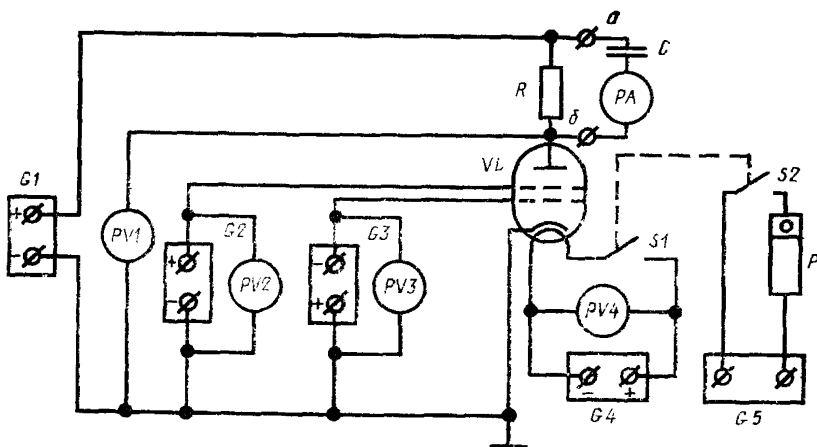 а
C
R
PA
б
VL
G1
+
-
PV1
G2
+
-
PV2
G3
-
+
PV3
S1
PV4
-
+
G4
S2
P
G5